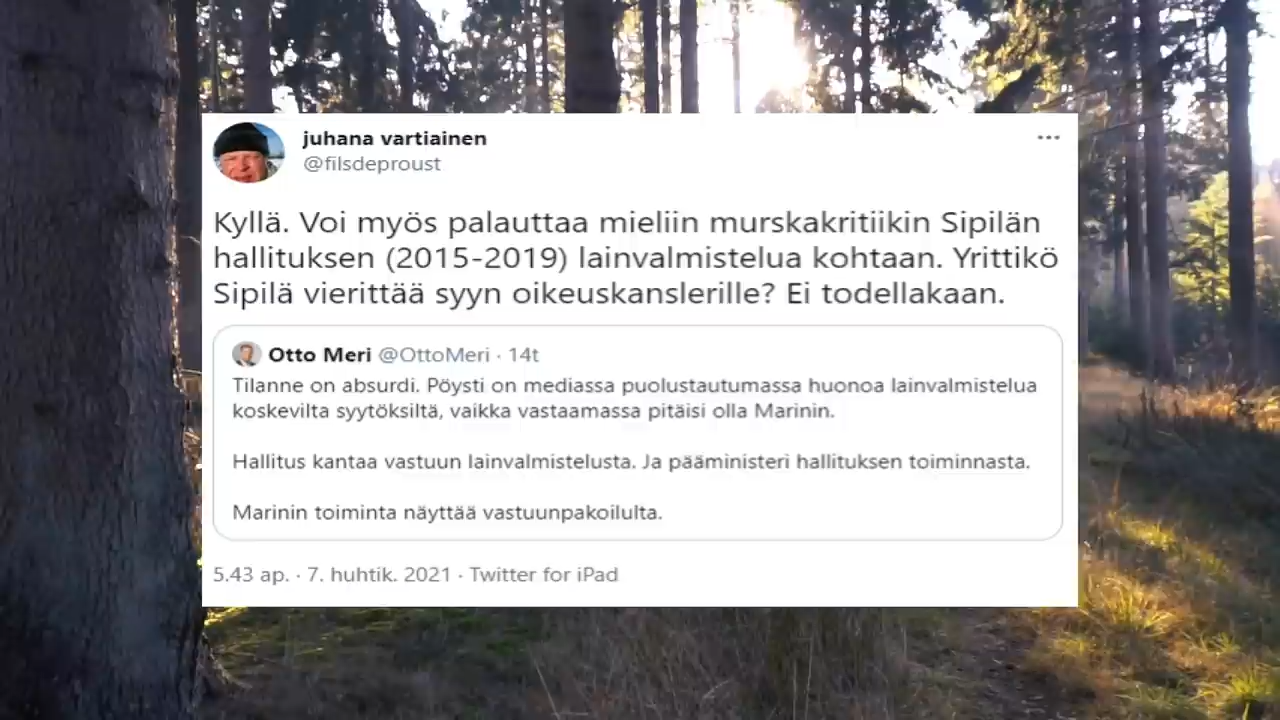 juhana vartiainen
@filsdeproust
Kyllä. Voi myös palauttaa mieliin murskakritiikin Sipilän
hallituksen (2015-2019) lainvalmistelua kohtaan. Yrittikö
Sipilä vierittää syyn oikeuskanslerille? Ei todellakaan.
Otto Meri @OttoMeri · 14t
Tilanne on absurdi. Pöysti on mediassa puolustautumassa huonoa lainvalmistelua
koskevilta syytöksiltä, vaikka vastaamassa pitäisi olla Marinin.
Hallitus kantaa vastuun lainvalmistelusta. Ja pääministeri hallituksen toiminnasta.
Marinin toiminta näyttää vastuunpakoilulta.
5.43 ap. · 7. huhtik. 2021 · Twitter for iPad